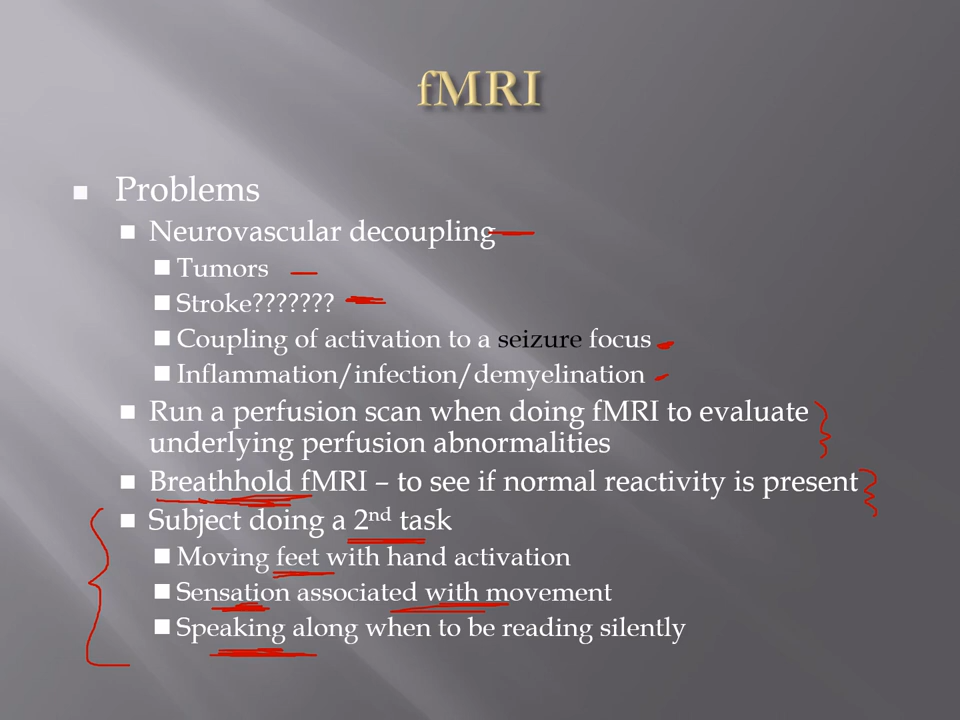 fMRI
Problems
Neurovascular decoupling
Tumors
Stroke???????
Coupling of activation to a seizure focus
Inflammation/infection/demyelination
Run a perfusion scan when doing fMRI to evaluate
underlying perfusion abnormalities
Breathhold fMRI – to see if normal reactivity is present
Subject doing a 2nd task
Moving feet with hand activation
Sensation associated with movement
Speaking along when to be reading silently